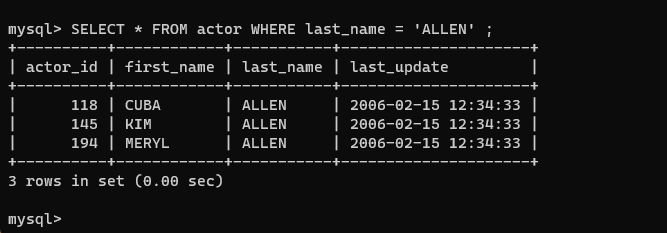 mysql> SELECT * FROM actor WHERE last_name = 'ALLEN' ;
+----------+------------+-----------+---------------------+
| actor_id | first_name | last_name | last_update         |
+----------+------------+-----------+---------------------+
|      118 | CUBA       | ALLEN     | 2006-02-15 12:34:33 |
|      145 | KIM        | ALLEN     | 2006-02-15 12:34:33 |
|      194 | MERYL      | ALLEN     | 2006-02-15 12:34:33 |
+----------+------------+-----------+---------------------+
3 rows in set (0.00 sec)
mysql>